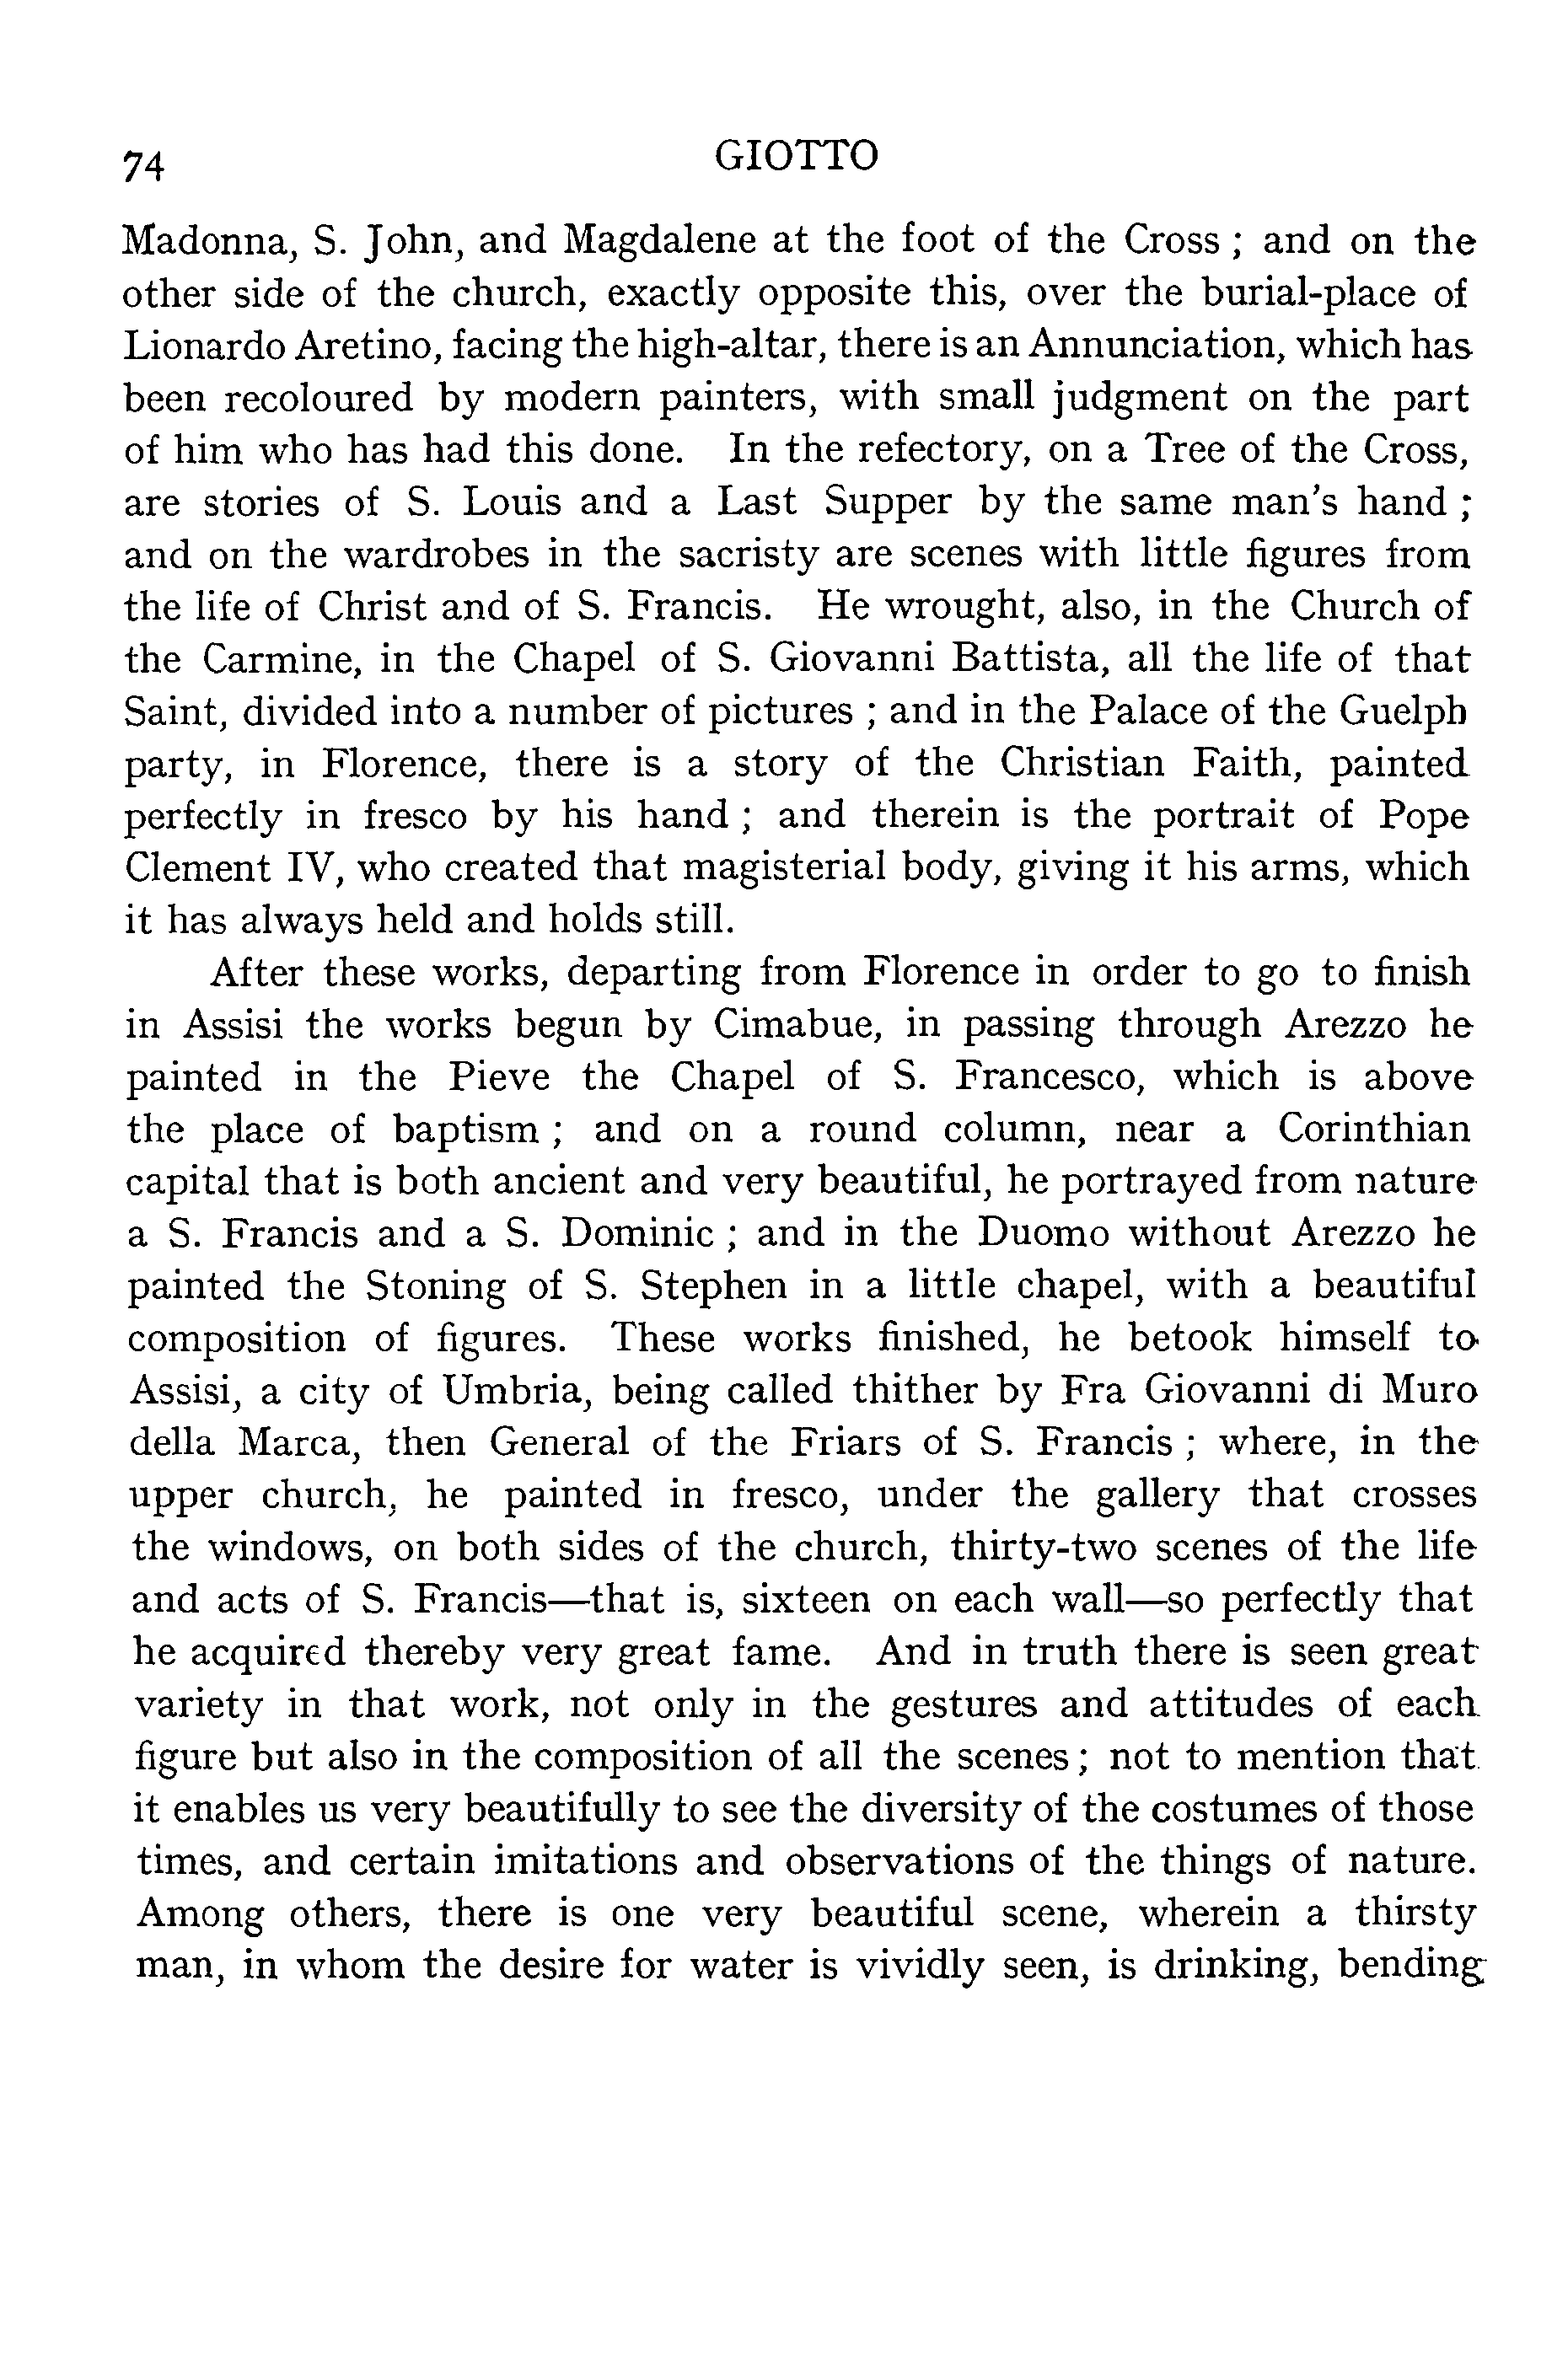 74 GIOTTO
Madonna, S. John, and Magdalene at the foot of the Cross ; and on the
other side of the church, exactly opposite this, over the burial-place of
Lionardo Aretino, facing the high-altar, there is an Annunciation, which has
been recoloured by modern painters, with small judgment on the part
of him who has had this done. In the refectory, on a Tree of the Cross,
are stories of S. Louis and a Last Supper by the same man's hand ;
and on the wardrobes in the sacristy are scenes with little figures from
the life of Christ and of S. Francis. He wrought, also, in the Church of
the Carmine, in the Chapel of S. Giovanni Battista, all the life of that
Saint, divided into a number of pictures ; and in the Palace of the Guelph
party, in Florence, there is a story of the Christian Faith, painted
perfectly in fresco by his hand ; and therein is the portrait of Pope
Clement IV, who created that magisterial body, giving it his arms, which
it has always held and holds still.
After these works, departing from Florence in order to go to finish
in Assisi the works begun by Cimabue, in passing through Arezzo he
painted in the Pieve the Chapel of S. Francesco, which is above
the place of baptism ; and on a round column, near a Corinthian
capital that is both ancient and very beautiful, he portrayed from nature
a S. Francis and a S. Dominic ; and in the Duomo without Arezzo he
painted the Stoning of S. Stephen in a little chapel, with a beautiful
composition of figures. These works finished, he betook himself to
Assisi, a city of Umbria, being called thither by Fra Giovanni di Muro
della Marca, then General of the Friars of S. Francis ; where, in the
upper church, he painted in fresco, under the gallery that crosses
the windows, on both sides of the church, thirty-two scenes of the life
and acts of S. Francis—that is, sixteen on each wall—so perfectly that
he acquired thereby very great fame. And in truth there is seen great
variety in that work, not only in the gestures and attitudes of each
figure but also in the composition of all the scenes ; not to mention that
it enables us very beautifully to see the diversity of the costumes of those
times, and certain imitations and observations of the things of nature.
Among others, there is one very beautiful scene, wherein a thirsty
man, in whom the desire for water is vividly seen, is drinking, bending